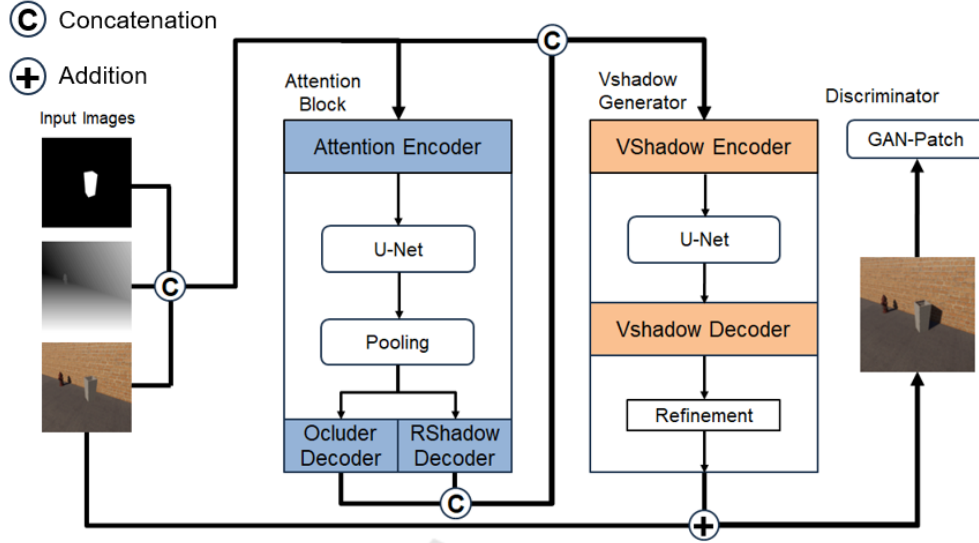 C Concatenation
+ Addition
Input Images
C
Attention
Block
Attention Encoder
U-Net
Pooling
Ocluder
Decoder
RShadow
Decoder
C
C
Vshadow
Generator
VShadow Encoder
U-Net
Vshadow Decoder
Refinement
+
Discriminator
GAN-Patch